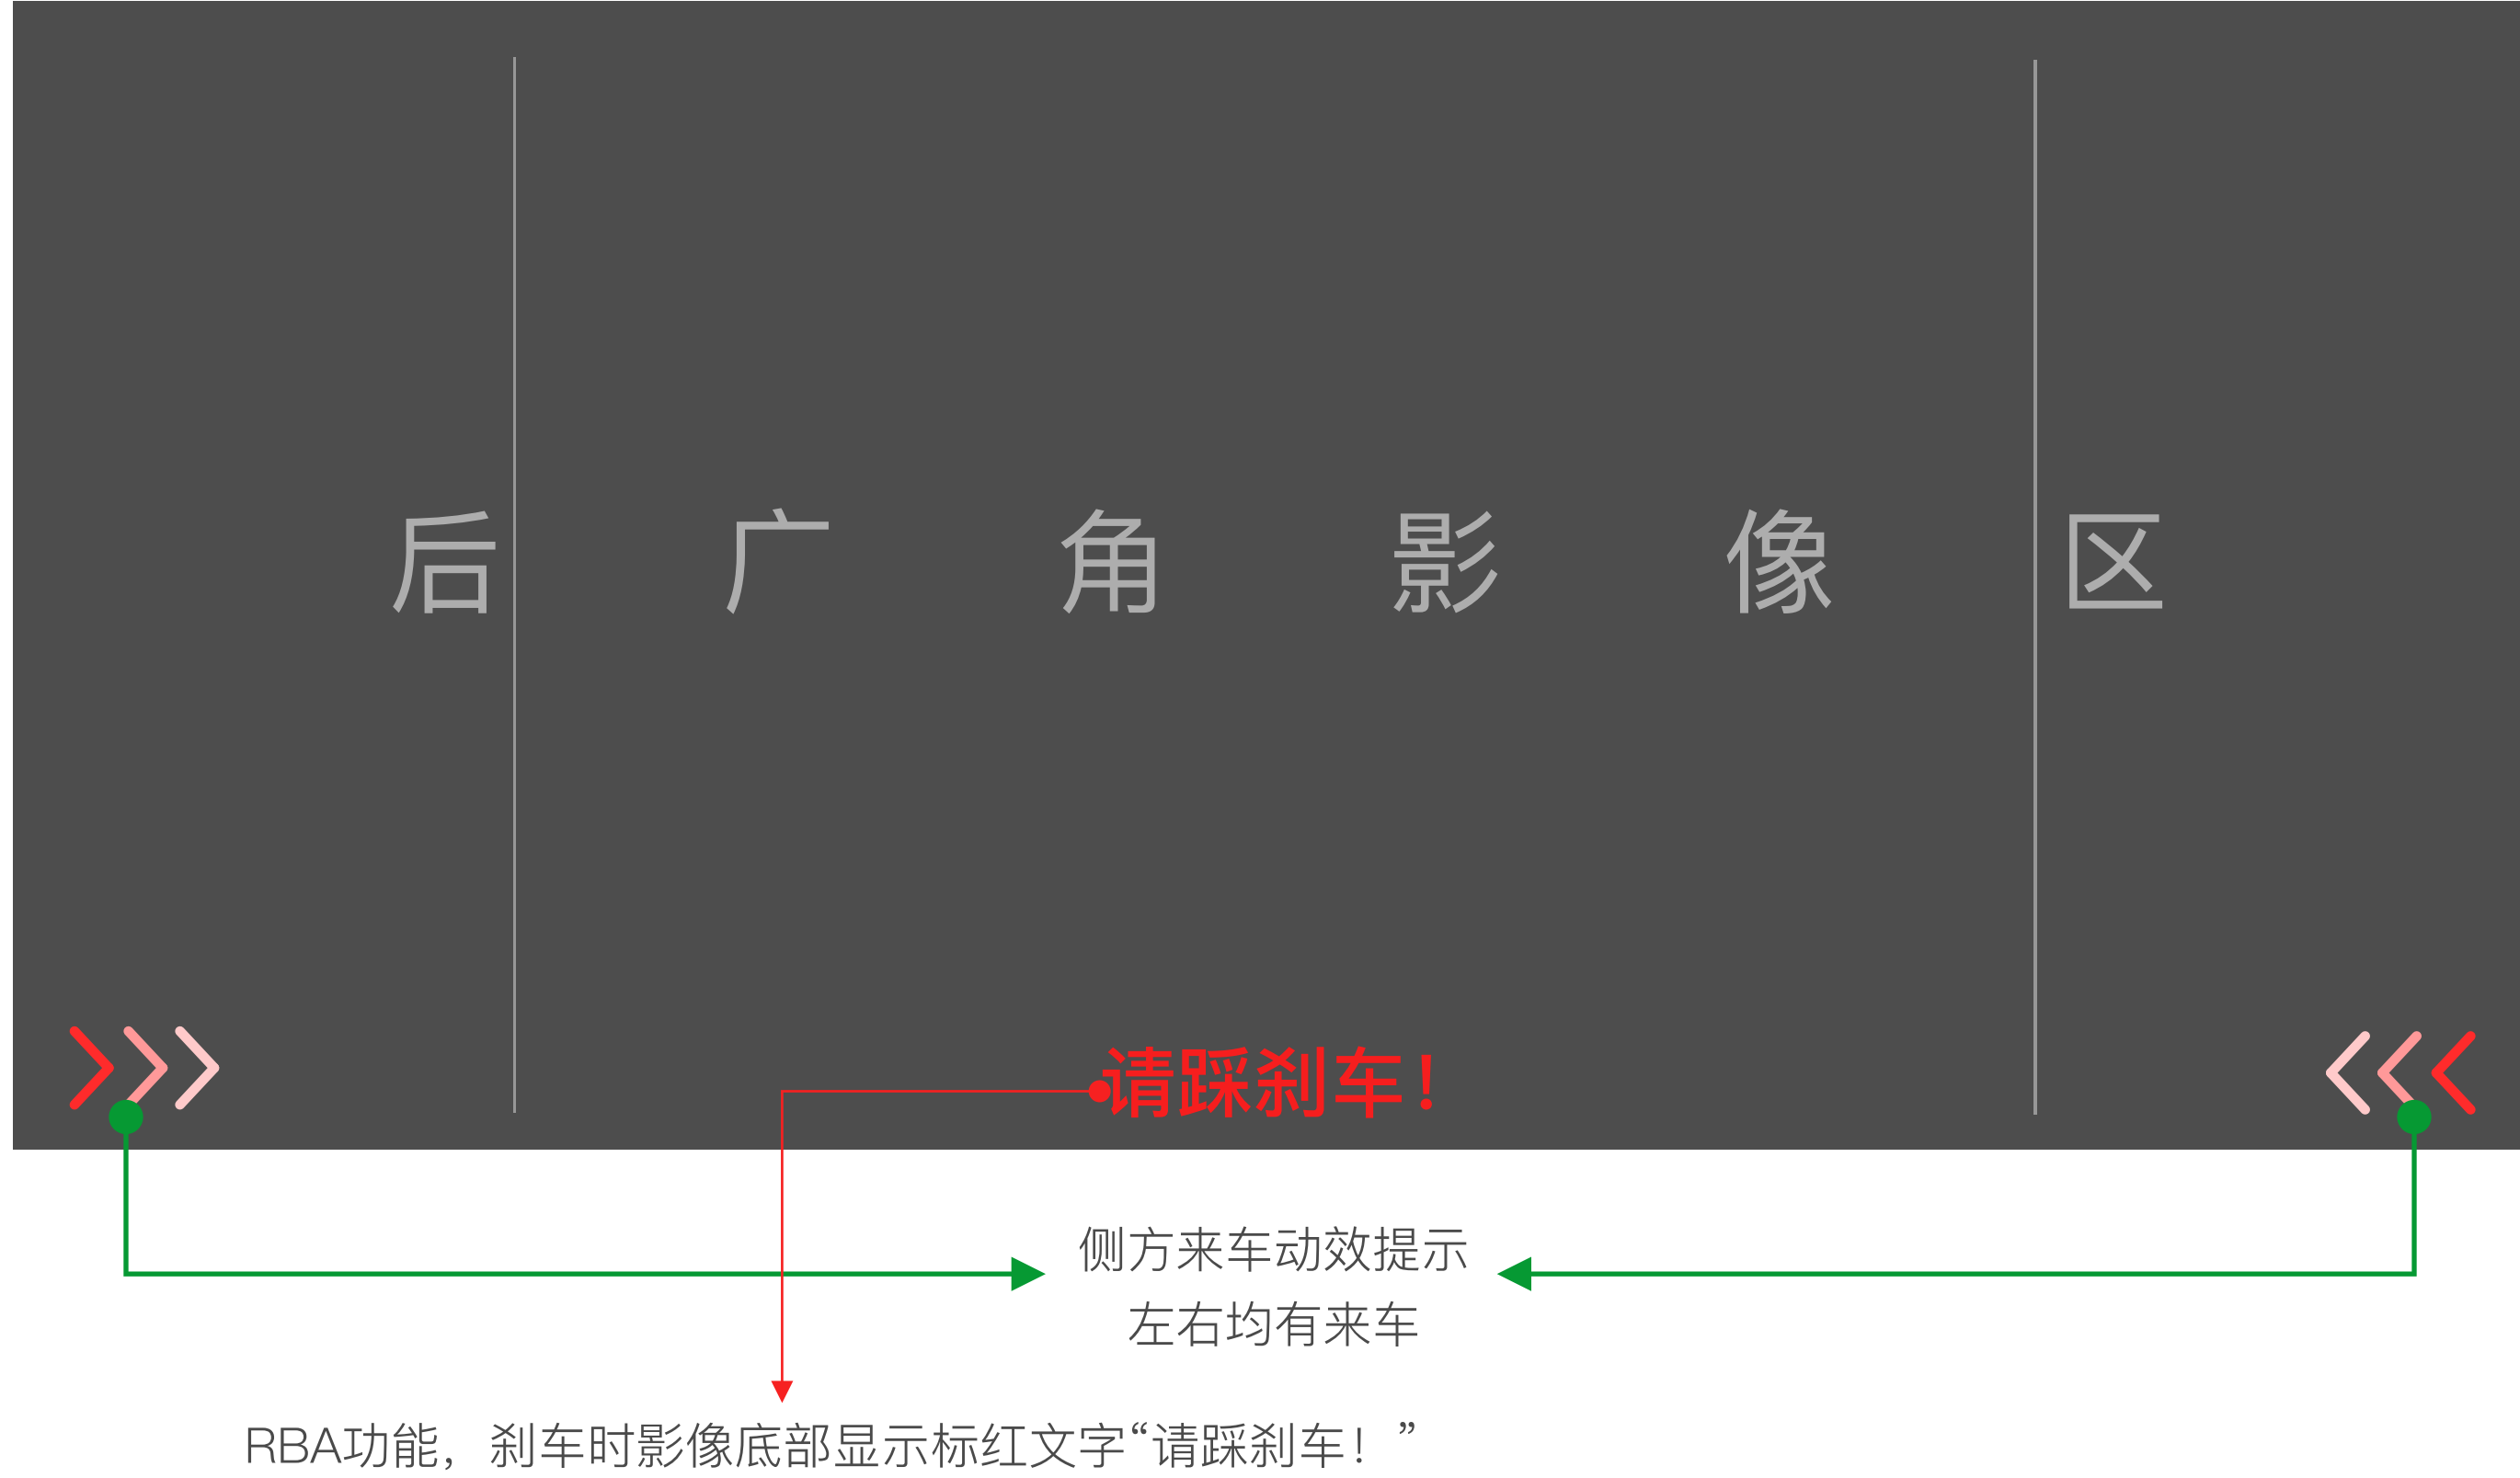 后广角影像区
请踩刹车！
侧方来车动效提示
左右均有来车
RBA功能，刹车时影像底部显示标红文字“请踩刹车！”